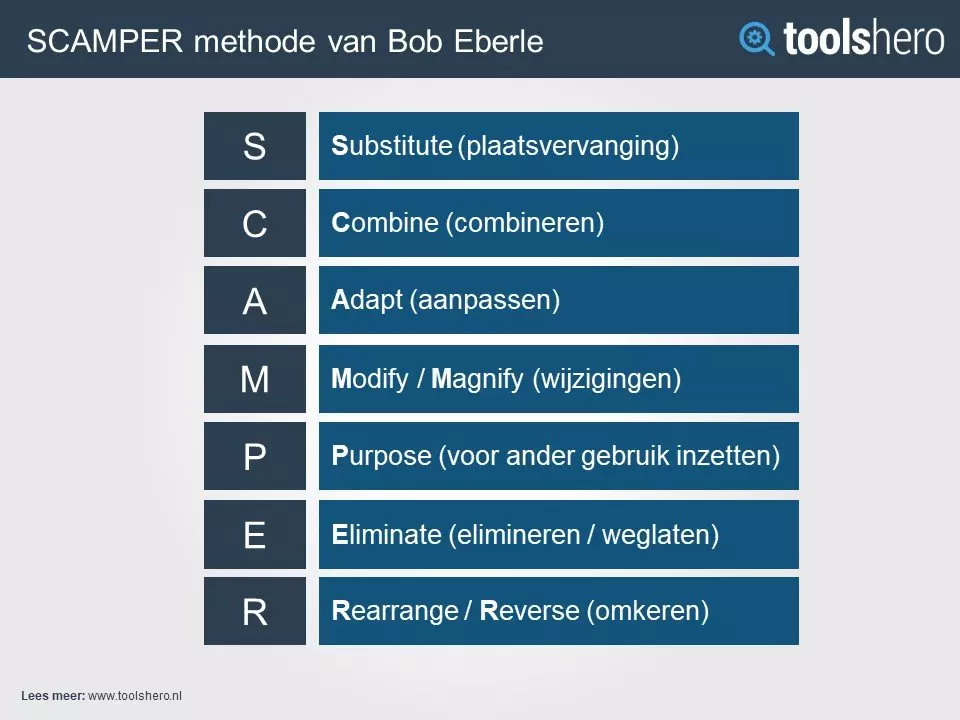 SCAMPER methode van Bob Eberle
toolshero
S
Substitute (plaatsvervanging)
C
Combine (combineren)
A
Adapt (aanpassen)
M
Modify / Magnify (wijzigingen)
P
Purpose (voor ander gebruik inzetten)
E
Eliminate (elimineren / weglaten)
R
Rearrange / Reverse (omkeren)
Lees meer: www.toolshero.nl